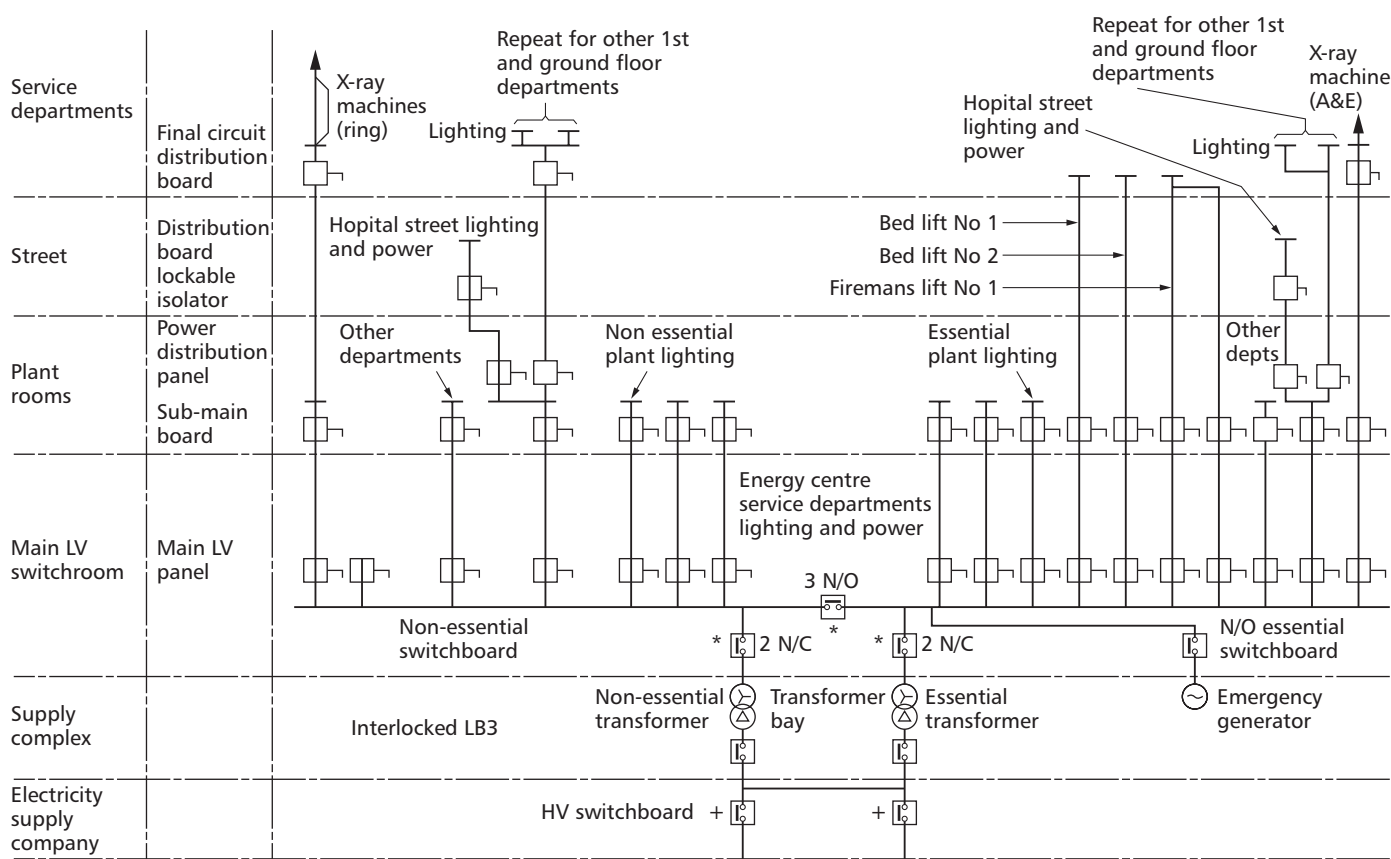 Service
departments
Final circuit
distribution
board
X-ray
machines
(ring)
Repeat for other 1st
and ground floor
departments
Lighting
Repeat for other 1st
and ground floor
departments
X-ray
machine
(A&E)
Hopital street
lighting and
power
Lighting
Street
Distribution
board
lockable
isolator
Hopital street lighting
and power
Bed lift No 1
Bed lift No 2
Firemans lift No 1
Plant
rooms
Power
distribution
panel
Sub-main
board
Other
departments
Non essential
plant lighting
Essential
plant lighting
Other
depts
Main LV
switchroom
Main LV
panel
Energy centre
service departments
lighting and power
3 N/O
*
Non-essential
switchboard
* 2 N/C
* 2 N/C
N/O essential
switchboard
Supply
complex
Interlocked LB3
Non-essential
transformer
Transformer
bay
Essential
transformer
Emergency
generator
Electricity
supply
company
HV switchboard +
+